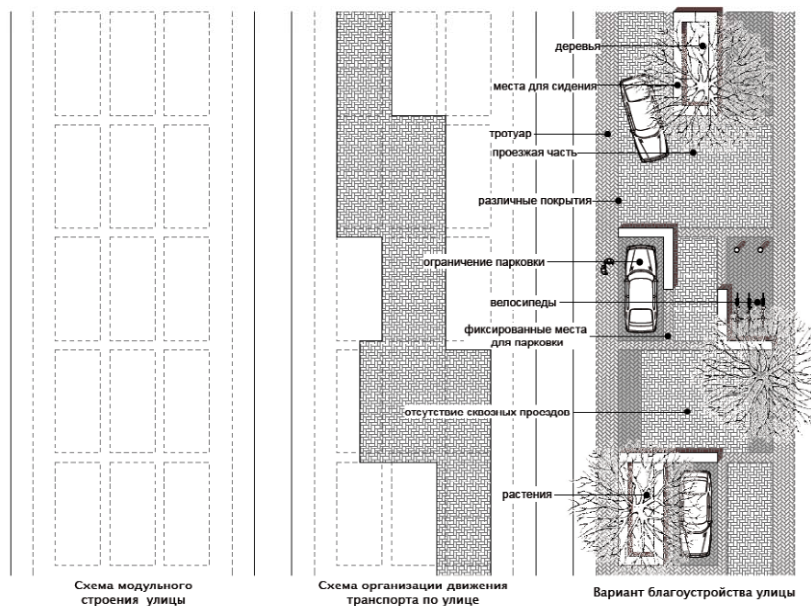 деревья
места для сидения
тротуар
проезжая часть
различные покрытия
ограничение парковки
велосипеды
фиксированные места
для парковки
отсутствие сквозных проездов
растения
Схема модульного
строения улицы
Схема организации движения
транспорта по улице
Вариант благоустройства улицы